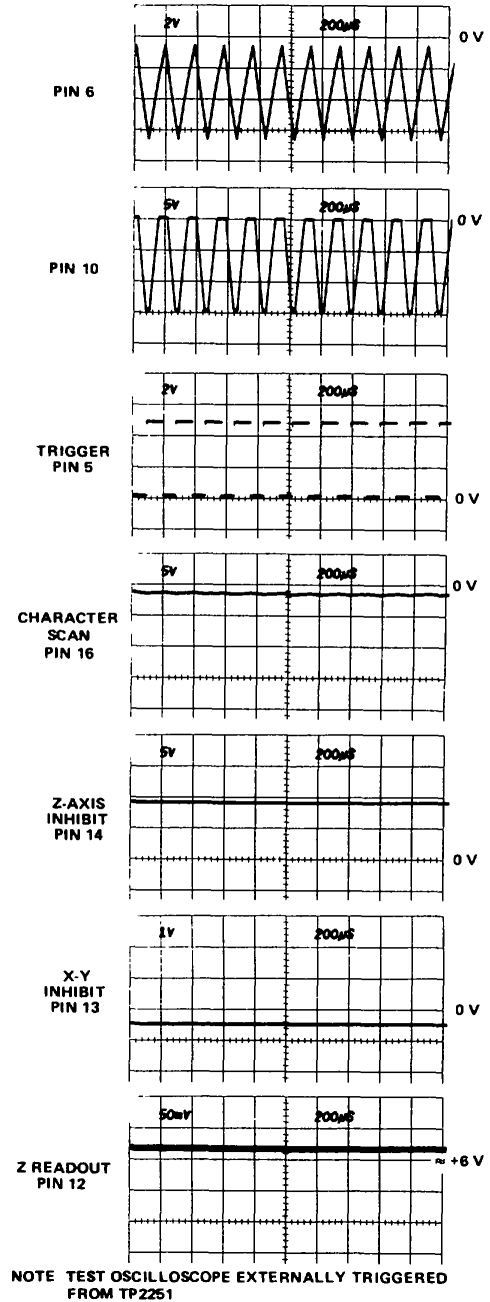 2V 200µS 0 V
PIN 6
5V 200µS 0 V
PIN 10
2V 200µS
TRIGGER
PIN 5
0 V
5V 200µS 0 V
CHARACTER
SCAN
PIN 16
5V 200µS
Z-AXIS
INHIBIT
PIN 14
0 V
1V 200µS
X-Y
INHIBIT
PIN 13
0 V
50mV 200µS
Z READOUT
PIN 12
≈ +6 V
NOTE TEST OSCILLOSCOPE EXTERNALLY TRIGGERED
FROM TP2251